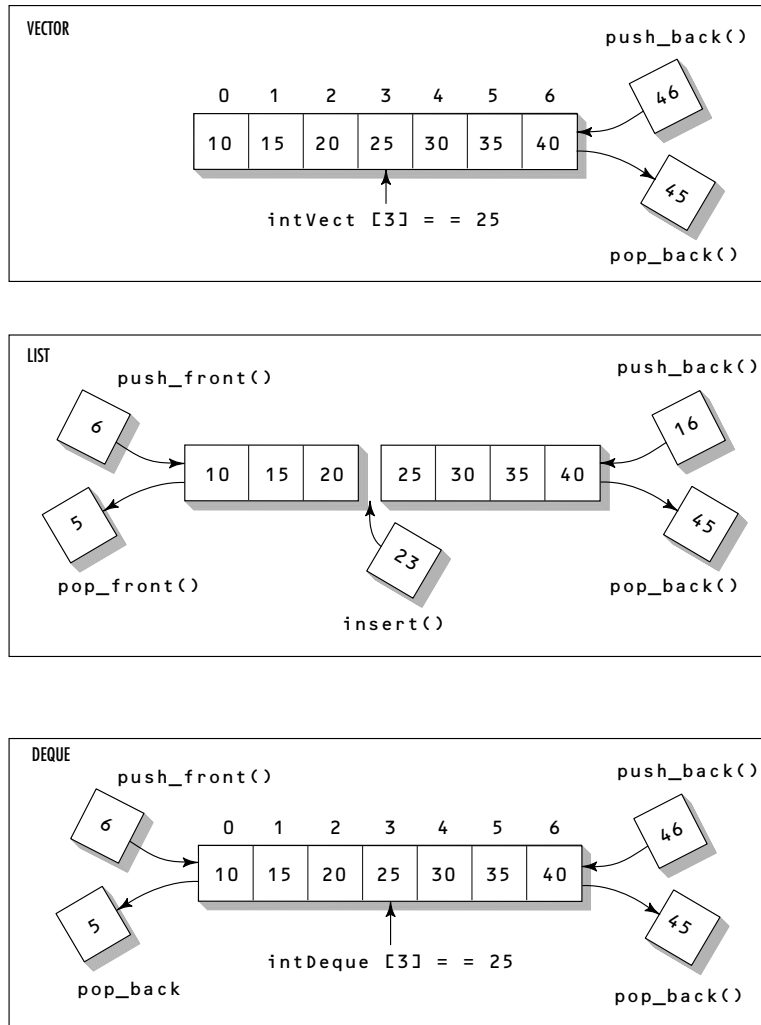 VECTOR
push_back()
46
0 1 2 3 4 5 6
10 15 20 25 30 35 40
45
intVect [3] = = 25
pop_back()
LIST
push_front()
push_back()
6
16
10 15 20 25 30 35 40
5
23
45
pop_front()
pop_back()
insert()
DEQUE
push_front()
push_back()
6
46
0 1 2 3 4 5 6
10 15 20 25 30 35 40
5
45
intDeque [3] = = 25
pop_back
pop_back()